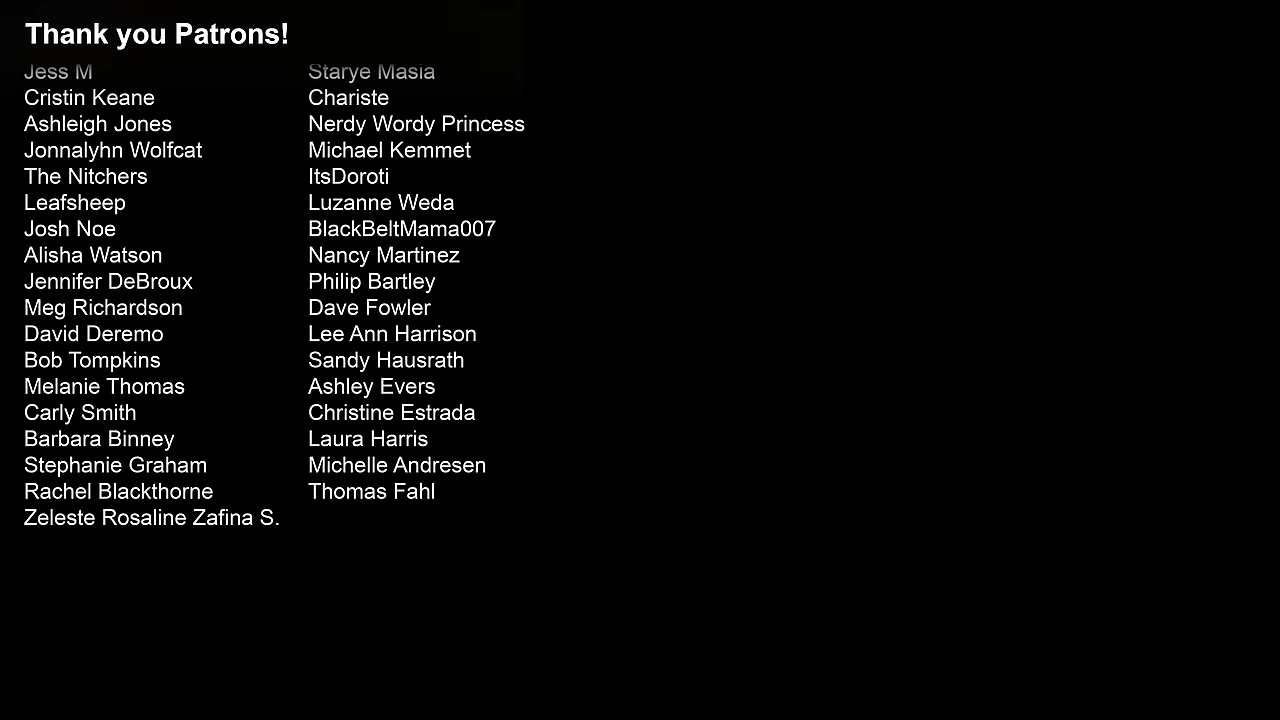 Thank you Patrons!
Jess M
Cristin Keane
Ashleigh Jones
Jonnalyhn Wolfcat
The Nitchers
Leafsheep
Josh Noe
Alisha Watson
Jennifer DeBroux
Meg Richardson
David Deremo
Bob Tompkins
Melanie Thomas
Carly Smith
Barbara Binney
Stephanie Graham
Rachel Blackthorne
Zeleste Rosaline Zafina S.
Starye Masia
Chariste
Nerdy Wordy Princess
Michael Kemmet
ItsDoroti
Luzanne Weda
BlackBeltMama007
Nancy Martinez
Philip Bartley
Dave Fowler
Lee Ann Harrison
Sandy Hausrath
Ashley Evers
Christine Estrada
Laura Harris
Michelle Andresen
Thomas Fahl